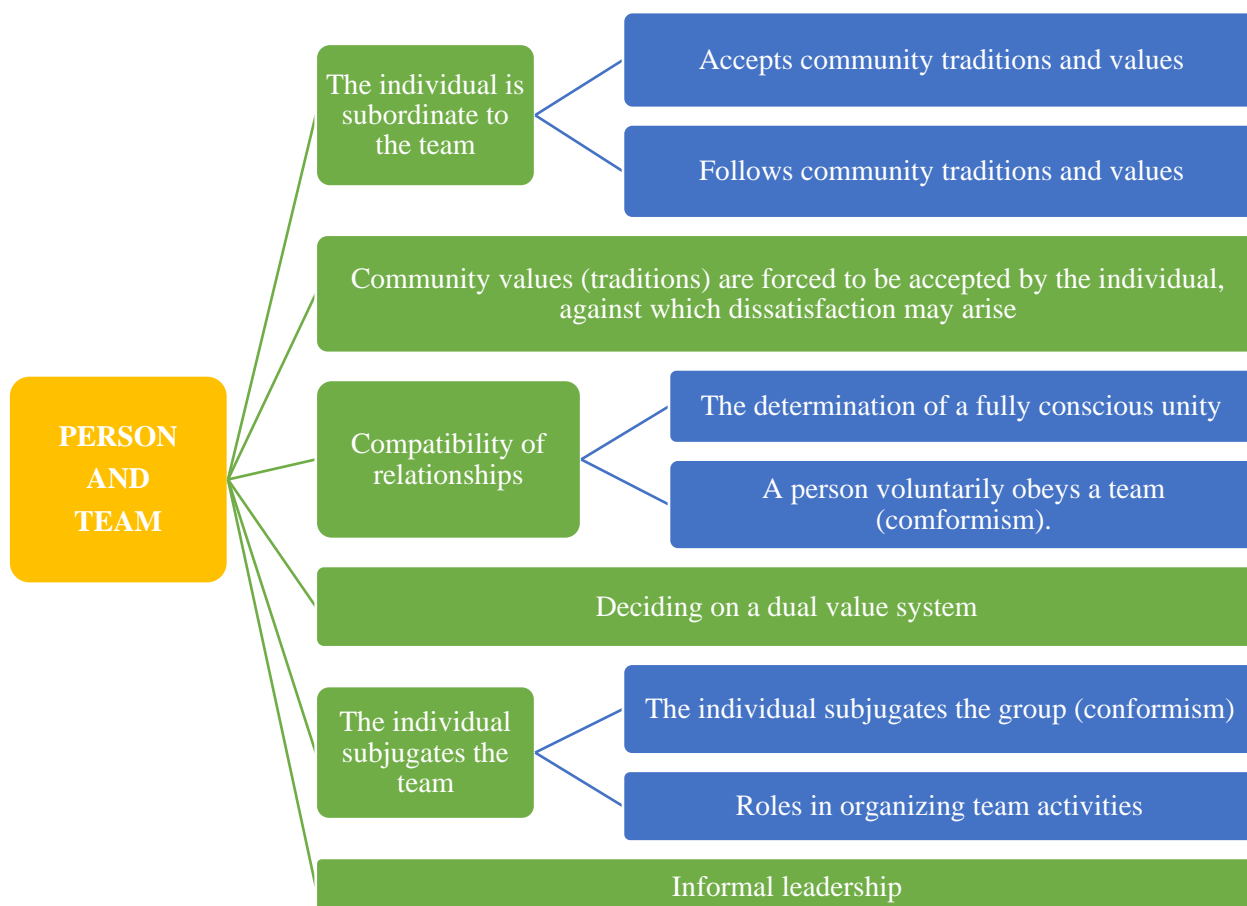 PERSON
AND
TEAM
The individual is
subordinate to
the team
Accepts community traditions and values
Follows community traditions and values
Community values (traditions) are forced to be accepted by the individual,
against which dissatisfaction may arise
Compatibility of
relationships
The determination of a fully conscious unity
A person voluntarily obeys a team
(comformism).
Deciding on a dual value system
The individual
subjugates the
team
The individual subjugates the group (conformism)
Roles in organizing team activities
Informal leadership